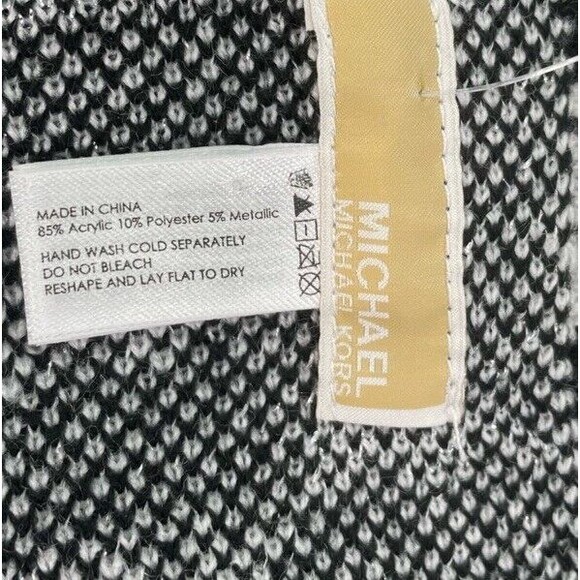 MADE IN CHINA
85% Acrylic 10% Polyester 5% Metallic
HAND WASH COLD SEPARATELY
DO NOT BLEACH
RESHAPE AND LAY FLAT TO DRY
MICHAEL
MICHAEL KORS